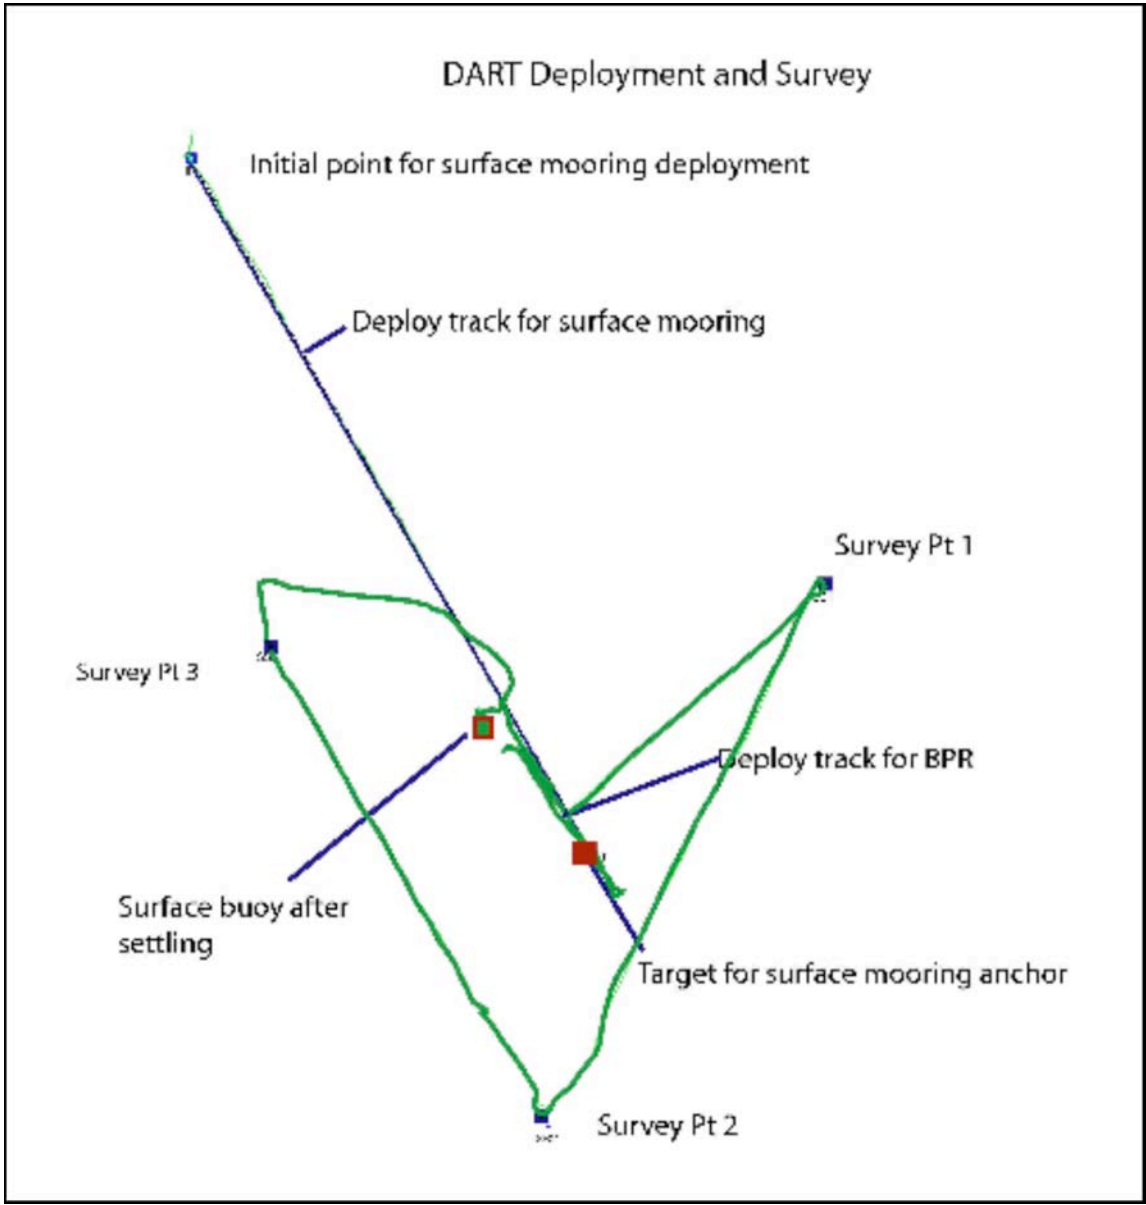 DART Deployment and Survey
Initial point for surface mooring deployment
Deploy track for surface mooring
Survey Pt 1
Survey Pt 3
Deploy track for BPR
Surface buoy after
settling
Target for surface mooring anchor
Survey Pt 2